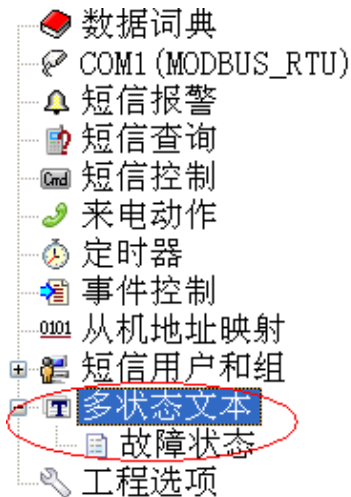 数据词典
COM1(MODBUS_RTU)
短信报警
短信查询
Cmd 短信控制
来电动作
定时器
事件控制
0101 从机地址映射
短信用户和组
T 多状态文本
故障状态
工程选项